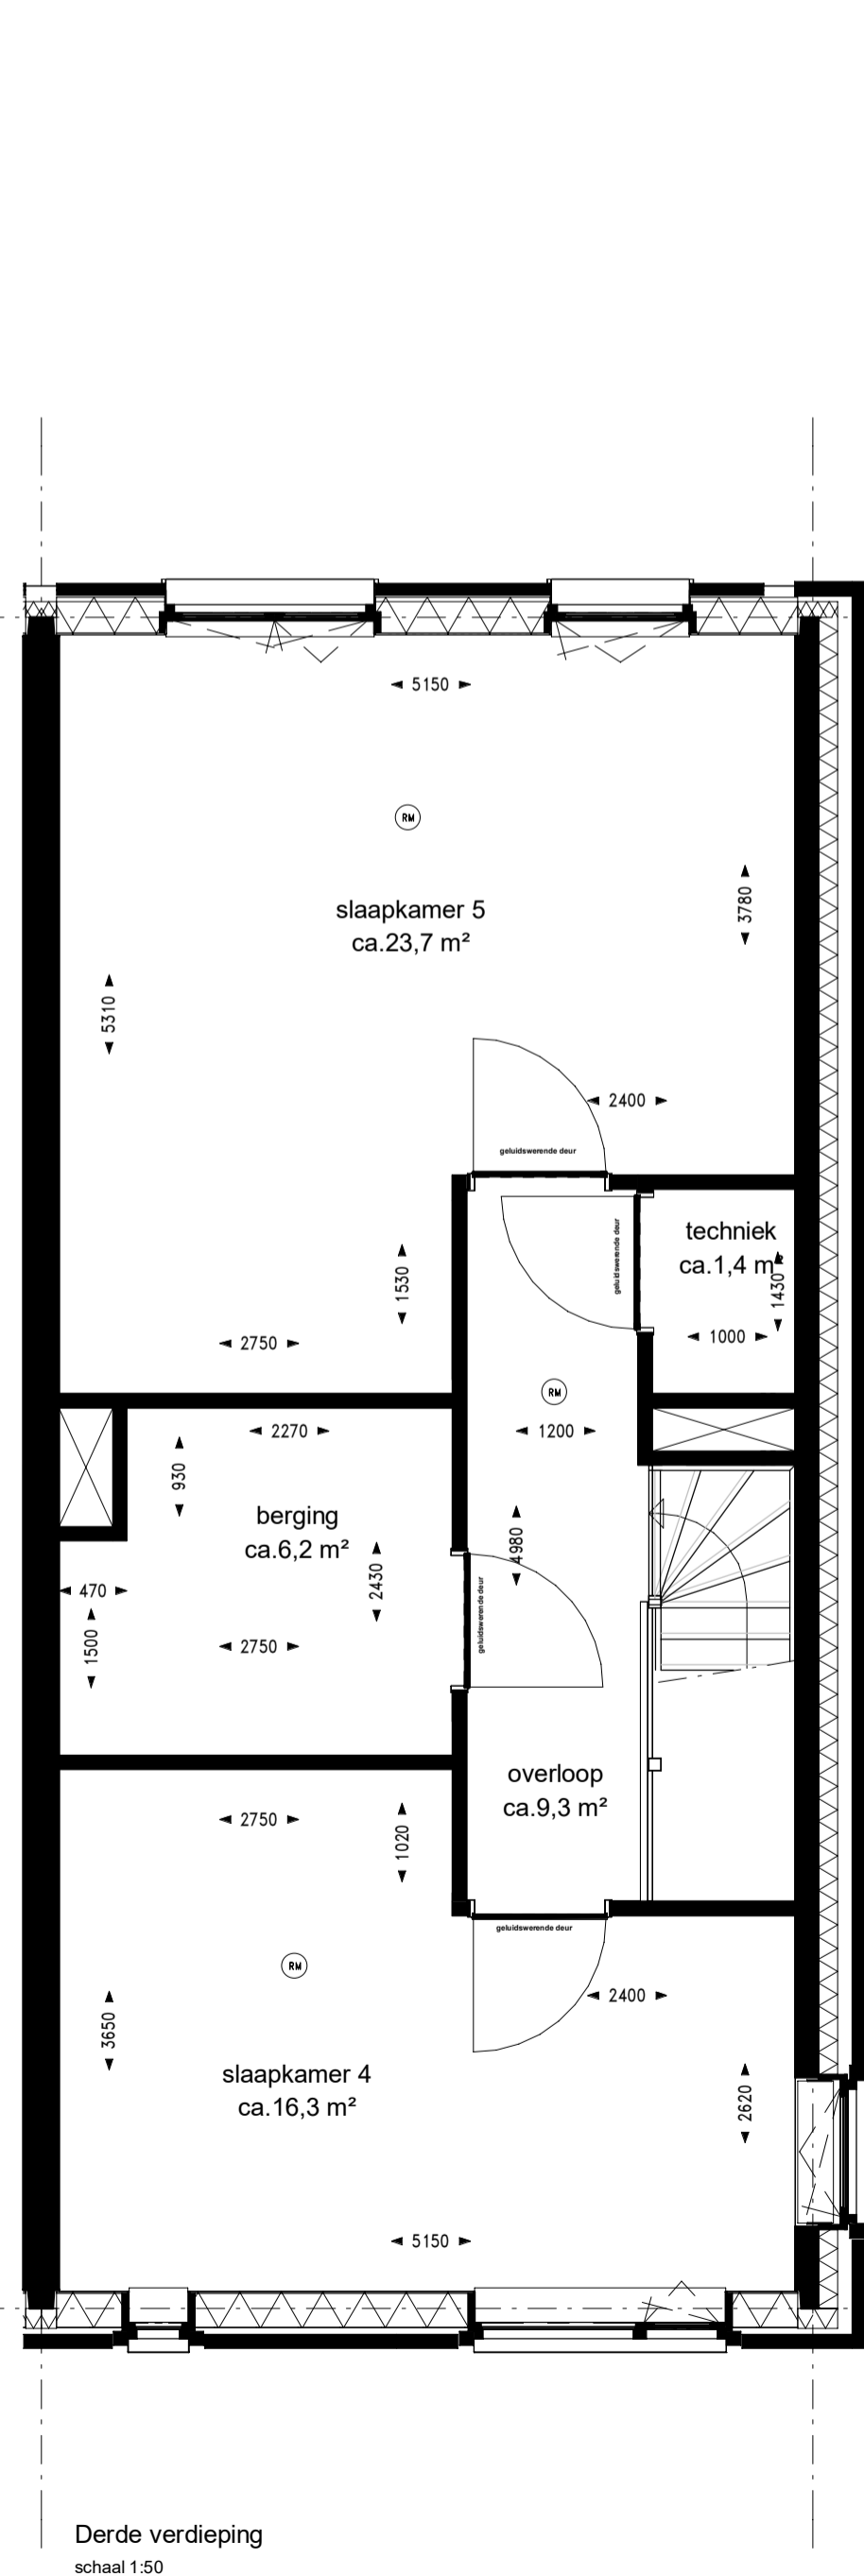 5150
RM
slaapkamer 5
ca.23,7 m²
3780
5310
2400
geluidswerende deur
geluidswerende deur
techniek
ca.1,4 m²
1430
1530
1000
2750
RM
2270
1200
930
berging
ca.6,2 m²
4980
2430
470
geluidswerende deur
1500
2750
overloop
ca.9,3 m²
2750
1020
geluidswerende deur
RM
2400
3650
slaapkamer 4
ca.16,3 m²
2620
5150
Derde verdieping
schaal 1:50